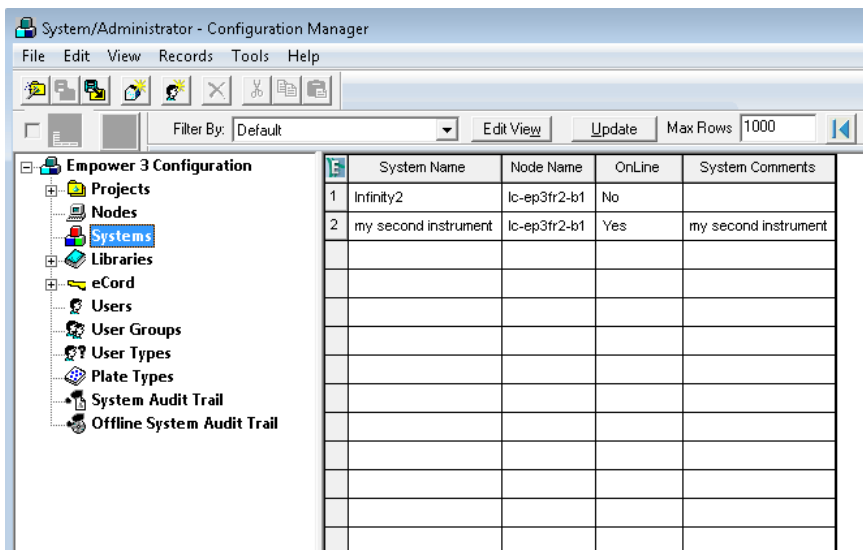 System/Administrator - Configuration Manager
File Edit View Records Tools Help
Filter By: Default Edit View Update Max Rows 1000
Empower 3 Configuration
Projects
Nodes
Systems
Libraries
eCord
Users
User Groups
User Types
Plate Types
System Audit Trail
Offline System Audit Trail
System Name Node Name OnLine System Comments
1 Infinity2 lc-ep3fr2-b1 No
2 my second instrument lc-ep3fr2-b1 Yes my second instrument